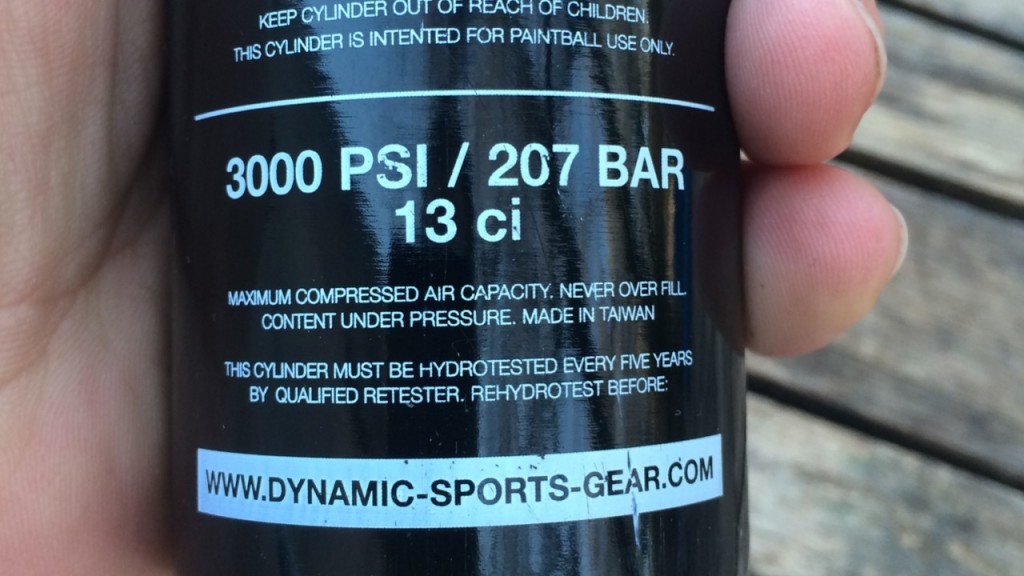 KEEP CYLINDER OUT OF REACH OF CHILDREN.
THIS CYLINDER IS INTENTED FOR PAINTBALL USE ONLY.
3000 PSI / 207 BAR
13 ci
MAXIMUM COMPRESSED AIR CAPACITY. NEVER OVER FILL.
CONTENT UNDER PRESSURE. MADE IN TAIWAN
THIS CYLINDER MUST BE HYDROTESTED EVERY FIVE YEARS
BY QUALIFIED RETESTER. REHYDROTEST BEFORE:
WWW.DYNAMIC-SPORTS-GEAR.COM